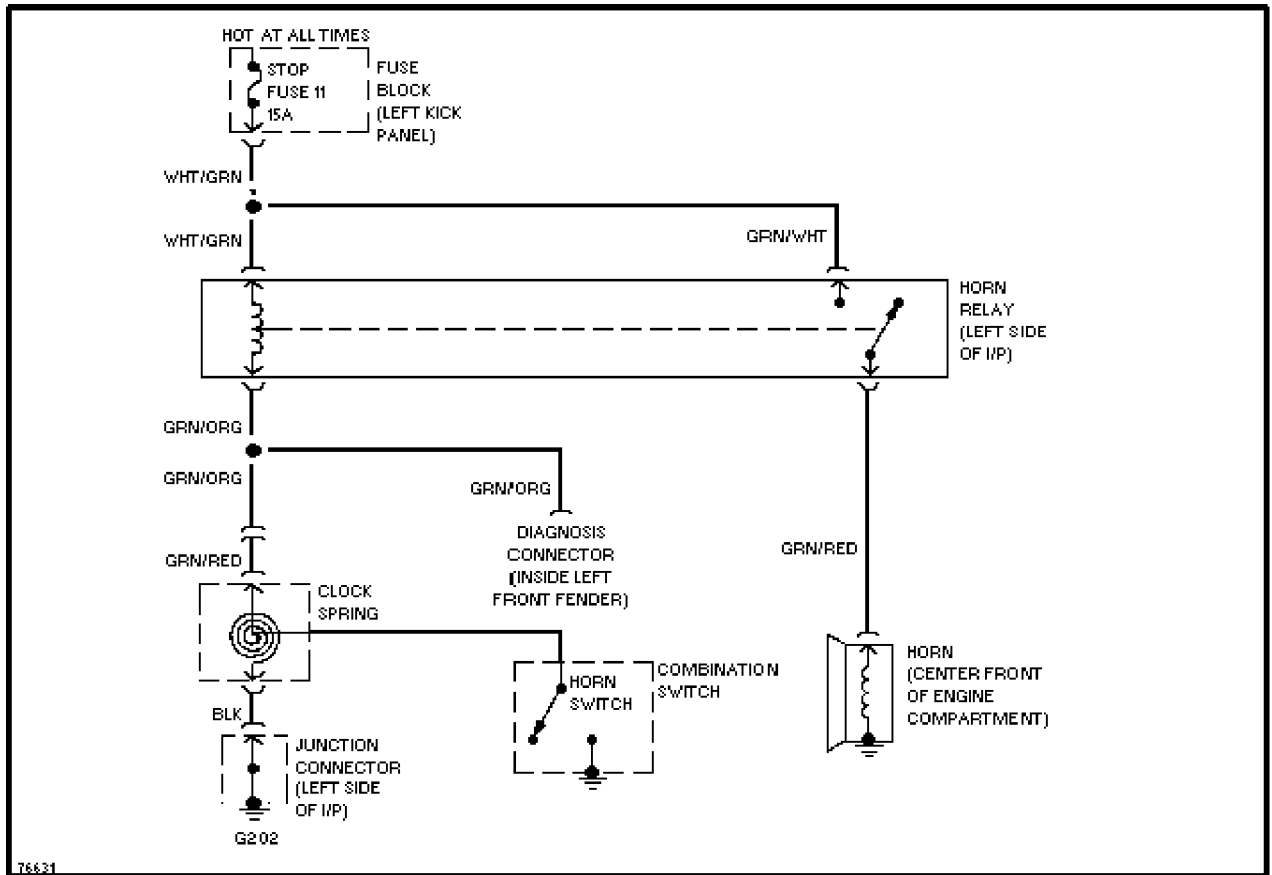 HOT AT ALL TIMES
STOP
FUSE 11
15A
FUSE
BLOCK
(LEFT KICK
PANEL)
WHT/GRN
WHT/GRN
GRN/WHT
HORN
RELAY
(LEFT SIDE
OF I/P)
GRN/ORG
GRN/ORG
GRN/ORG
DIAGNOSIS
CONNECTOR
(INSIDE LEFT
FRONT FENDER)
GRN/RED
GRN/RED
CLOCK
SPRING
HORN
SWITCH
COMBINATION
SWITCH
HORN
(CENTER FRONT
OF ENGINE
COMPARTMENT)
BLK
JUNCTION
CONNECTOR
(LEFT SIDE
OF I/P)
G202
76631